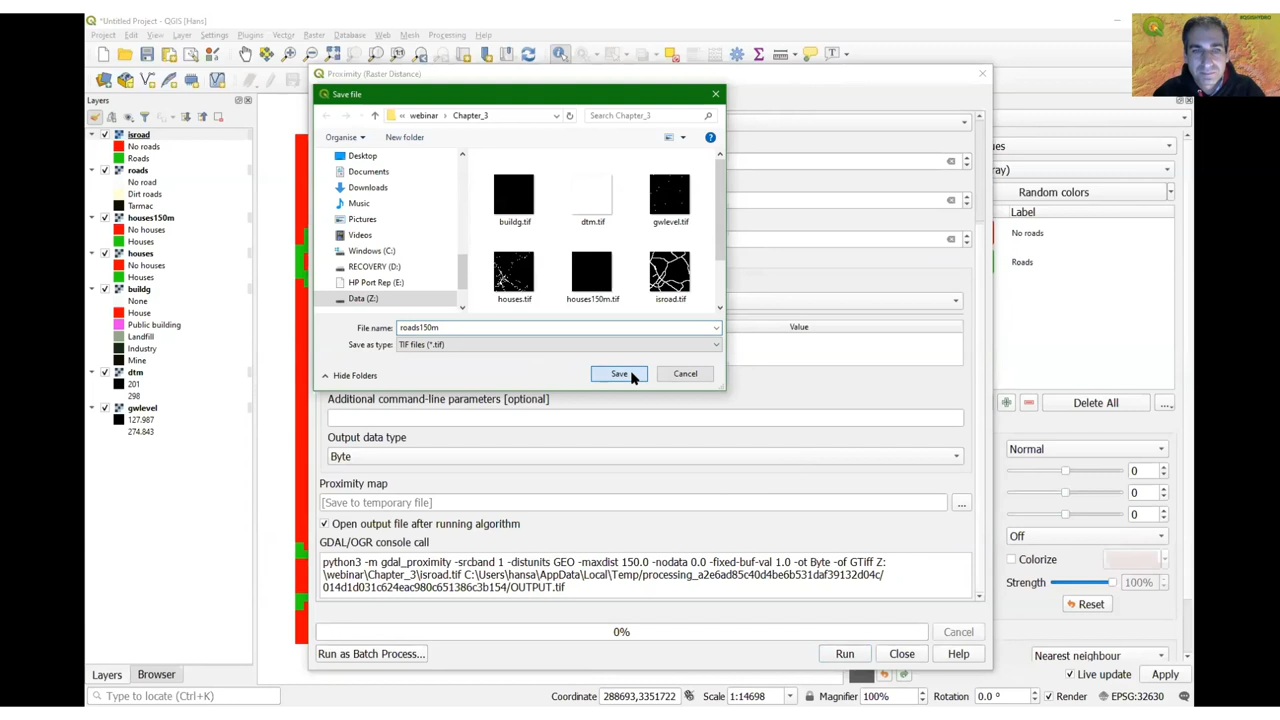 *Untitled Project - QGIS [Hans]
Project Edit View Layer Settings Plugins Vector Raster Database Web Mesh Processing Help
Proximity (Raster Distance)
Save file
« webinar › Chapter_3
Search Chapter_3
Organise
New folder
Desktop
Documents
Downloads
Music
Pictures
Videos
Windows (C:)
RECOVERY (D:)
HP Port Rep (E:)
Data (Z:)
buildg.tif
dtm.tif
gwlevel.tif
houses.tif
houses150m.tif
isroad.tif
File name: roads150m
Save as type: TIF files (*.tif)
Hide Folders
Save
Cancel
Layers
isroad
No roads
Roads
roads
No road
Dirt roads
Tarmac
houses150m
No houses
Houses
houses
No houses
Houses
buildg
None
House
Public building
Landfill
Industry
Mine
dtm
201
298
gwlevel
127.987
274.843
Value
Additional command-line parameters [optional]
Output data type
Byte
Proximity map
[Save to temporary file]
...
Open output file after running algorithm
GDAL/OGR console call
python3 -m gdal_proximity -srcband 1 -distunits GEO -maxdist 150.0 -nodata 0.0 -fixed-buf-val 1.0 -ot Byte -of GTiff Z:
\webinar\Chapter_3\isroad.tif C:\Users\hansa\AppData\Local\Temp/processing_a2e6ad85c40d4be6b531daf39132d04c/
014d1d031c624eac980c651386c3b154/OUTPUT.tif
0%
Cancel
Run as Batch Process...
Run
Close
Help
ues
ay)
Random colors
Label
No roads
Roads
Delete All
...
Normal
0
0
0
Off
Colorize
Strength
100%
Reset
Nearest neighbour
Live update
Apply
Layers
Browser
Type to locate (Ctrl+K)
Coordinate 288693,3351722
Scale 1:14698
Magnifier 100%
Rotation 0.0 °
Render
EPSG:32630